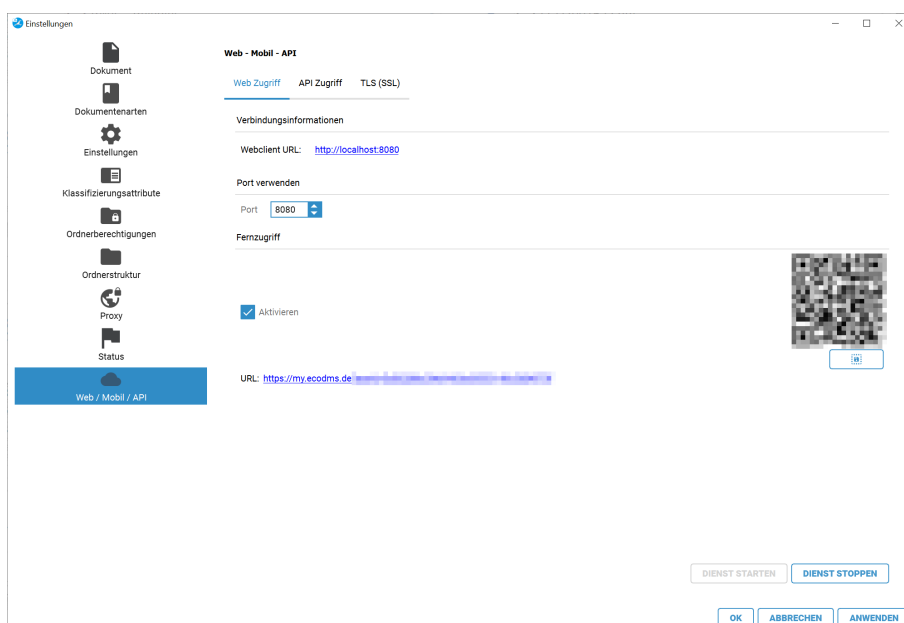 Einstellungen
Dokument
Dokumentenarten
Einstellungen
Klassifizierungsattribute
Ordnerberechtigungen
Ordnerstruktur
Proxy
Status
Web / Mobil / API
Web - Mobil - API
Web Zugriff API Zugriff TLS (SSL)
Verbindungsinformationen
Webclient URL: http://localhost:8080
Port verwenden
Port 8080
Fernzugriff
Aktivieren
URL: https://my.ecodms.de
DIENST STARTEN DIENST STOPPEN
OK ABBRECHEN ANWENDEN